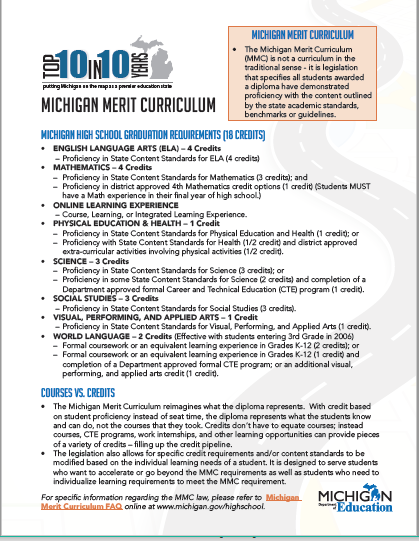 TOP 10 IN 10 YEARS
putting Michigan on the map as a premier education state
MICHIGAN MERIT CURRICULUM
MICHIGAN MERIT CURRICULUM
• The Michigan Merit Curriculum
(MMC) is not a curriculum in the
traditional sense - it is legislation
that specifies all students awarded
a diploma have demonstrated
proficiency with the content outlined
by the state academic standards,
benchmarks or guidelines.
MICHIGAN HIGH SCHOOL GRADUATION REQUIREMENTS (18 CREDITS)
• ENGLISH LANGUAGE ARTS (ELA) – 4 Credits
– Proficiency in State Content Standards for ELA (4 credits)
• MATHEMATICS – 4 Credits
– Proficiency in State Content Standards for Mathematics (3 credits); and
– Proficiency in district approved 4th Mathematics credit options (1 credit) (Students MUST
have a Math experience in their final year of high school.)
• ONLINE LEARNING EXPERIENCE
– Course, Learning, or Integrated Learning Experience.
• PHYSICAL EDUCATION & HEALTH – 1 Credit
– Proficiency in State Content Standards for Physical Education and Health (1 credit); or
– Proficiency with State Content Standards for Health (1/2 credit) and district approved
extra-curricular activities involving physical activities (1/2 credit).
• SCIENCE – 3 Credits
– Proficiency in State Content Standards for Science (3 credits); or
– Proficiency in some State Content Standards for Science (2 credits) and completion of a
Department approved formal Career and Technical Education (CTE) program (1 credit).
• SOCIAL STUDIES – 3 Credits
– Proficiency in State Content Standards for Social Studies (3 credits).
• VISUAL, PERFORMING, AND APPLIED ARTS – 1 Credit
– Proficiency in State Content Standards for Visual, Performing, and Applied Arts (1 credit).
• WORLD LANGUAGE – 2 Credits (Effective with students entering 3rd Grade in 2006)
– Formal coursework or an equivalent learning experience in Grades K-12 (2 credits); or
– Formal coursework or an equivalent learning experience in Grades K-12 (1 credit) and
completion of a Department approved formal CTE program; or an additional visual,
performing, and applied arts credit (1 credit).
COURSES VS. CREDITS
• The Michigan Merit Curriculum reimagines what the diploma represents. With credit based
on student proficiency instead of seat time, the diploma represents what the students know
and can do, not the courses that they took. Credits don't have to equate courses; instead
courses, CTE programs, work internships, and other learning opportunities can provide pieces
of a variety of credits – filling up the credit pipeline.
• The legislation also allows for specific credit requirements and/or content standards to be
modified based on the individual learning needs of a student. It is designed to serve students
who want to accelerate or go beyond the MMC requirements as well as students who need to
individualize learning requirements to meet the MMC requirement.
For specific information regarding the MMC law, please refer to Michigan
Merit Curriculum FAQ online at www.michigan.gov/highschool.
MICHIGAN
Department of Education